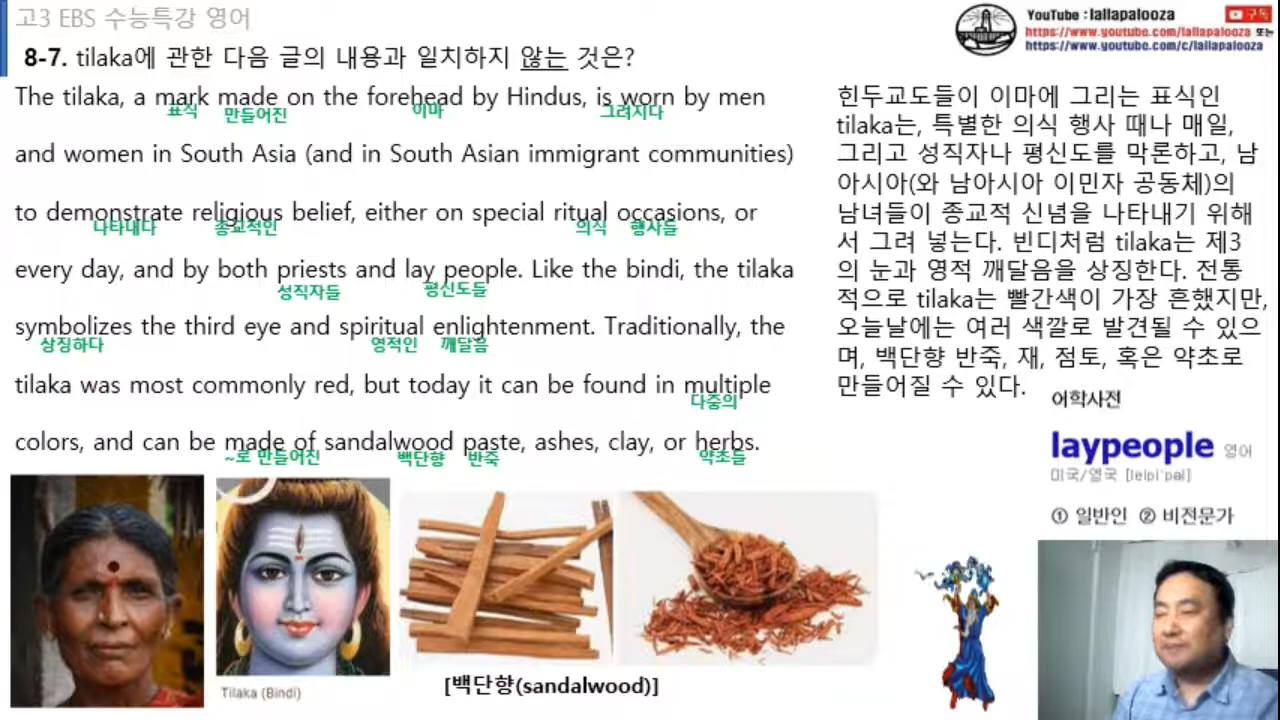 고3 EBS 수능특강 영어
YouTube : lallapalooza
구독
https://www.youtube.com/lallapalooza 또는
https://www.youtube.com/c/lallapalooza
8-7. tilaka에 관한 다음 글의 내용과 일치하지 않는 것은?
The tilaka, a mark made on the forehead by Hindus, is worn by men
표식 만들어진 이마 그려지다
and women in South Asia (and in South Asian immigrant communities)
to demonstrate religious belief, either on special ritual occasions, or
나타내다 종교적인 의식 행사들
every day, and by both priests and lay people. Like the bindi, the tilaka
성직자들 평신도들
symbolizes the third eye and spiritual enlightenment. Traditionally, the
상징하다 영적인 깨달음
tilaka was most commonly red, but today it can be found in multiple
다중의
colors, and can be made of sandalwood paste, ashes, clay, or herbs.
~로 만들어진 백단향 반죽 약초들
힌두교도들이 이마에 그리는 표식인
tilaka는, 특별한 의식 행사 때나 매일,
그리고 성직자나 평신도를 막론하고, 남
아시아(와 남아시아 이민자 공동체)의
남녀들이 종교적 신념을 나타내기 위해
서 그려 넣는다. 빈디처럼 tilaka는 제3
의 눈과 영적 깨달음을 상징한다. 전통
적으로 tilaka는 빨간색이 가장 흔했지만,
오늘날에는 여러 색깔로 발견될 수 있으
며, 백단향 반죽, 재, 점토, 혹은 약초로
만들어질 수 있다.
어학사전
laypeople 영어
미국/영국 [leipiˈpəl]
① 일반인 ② 비전문가
Tilaka (Bindi)
[백단향(sandalwood)]